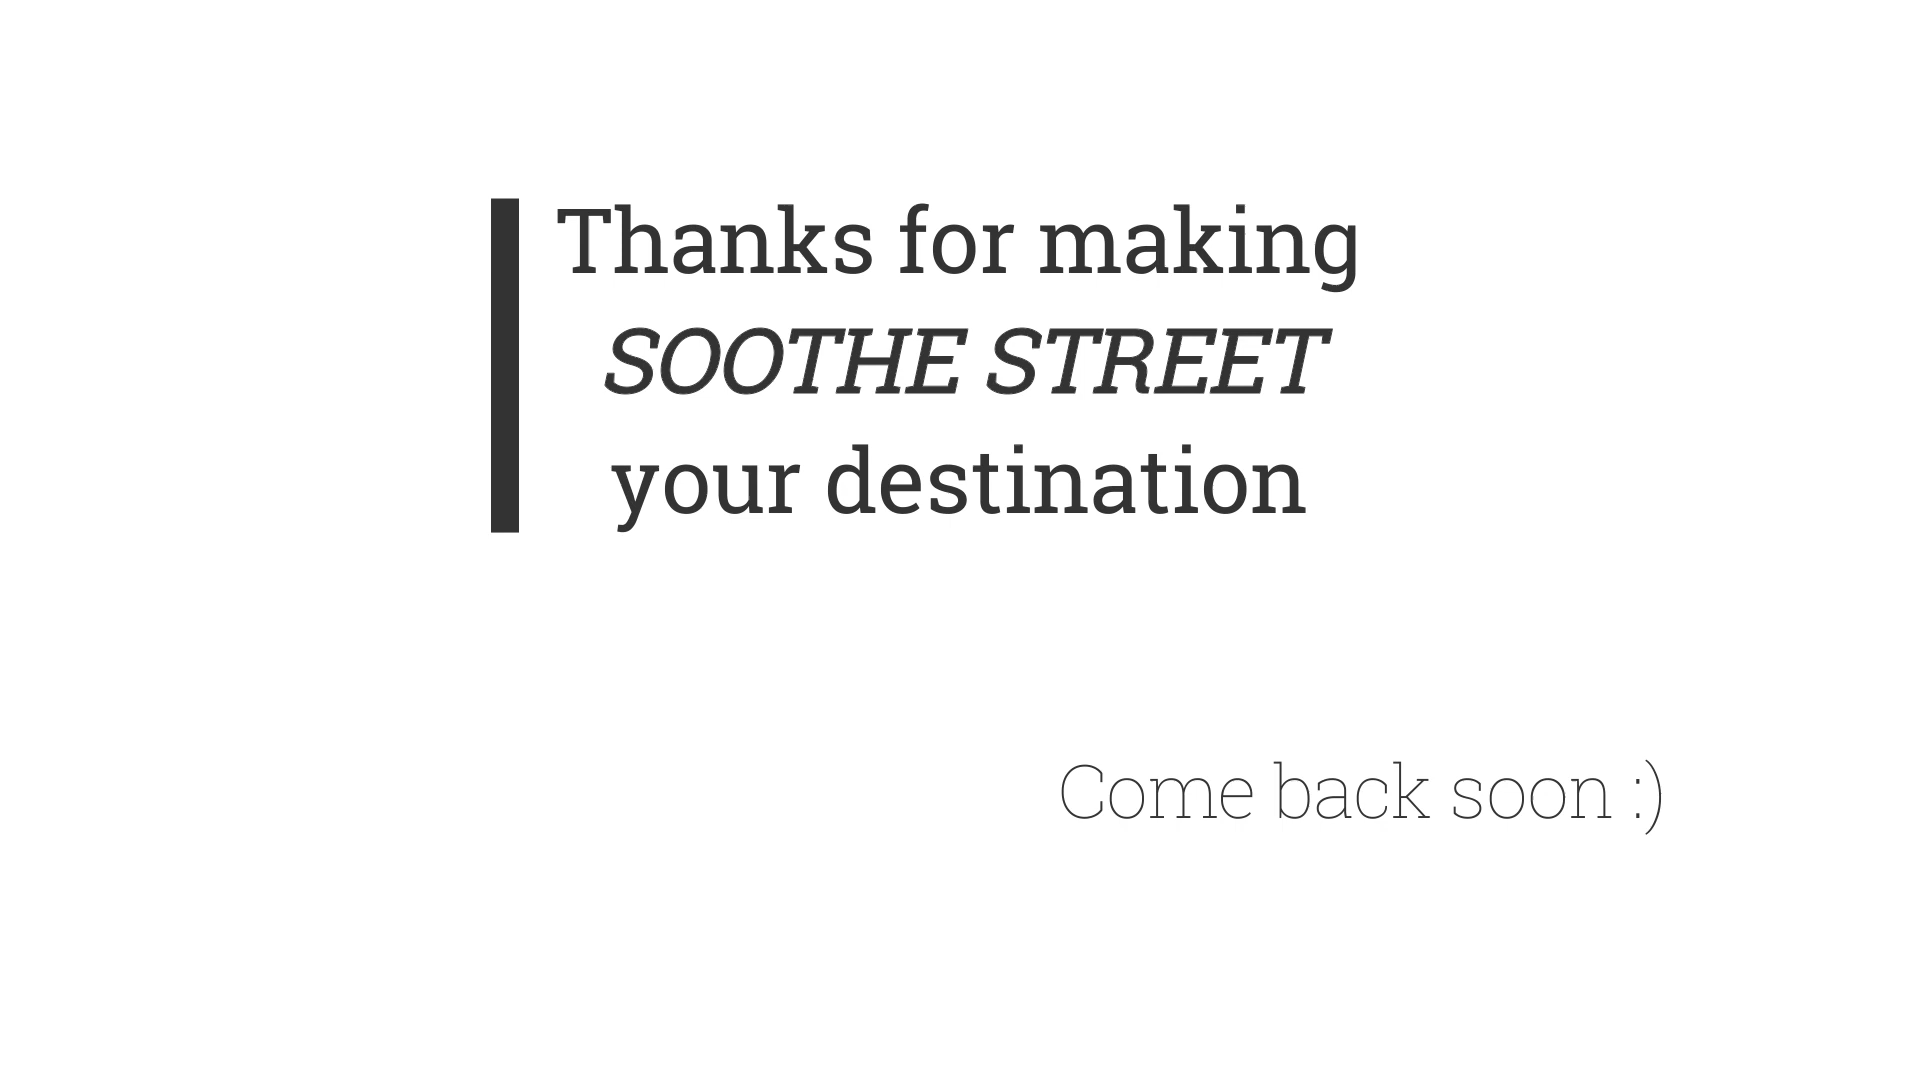 Thanks for making
SOOTHE STREET
your destination
Come back soon :)